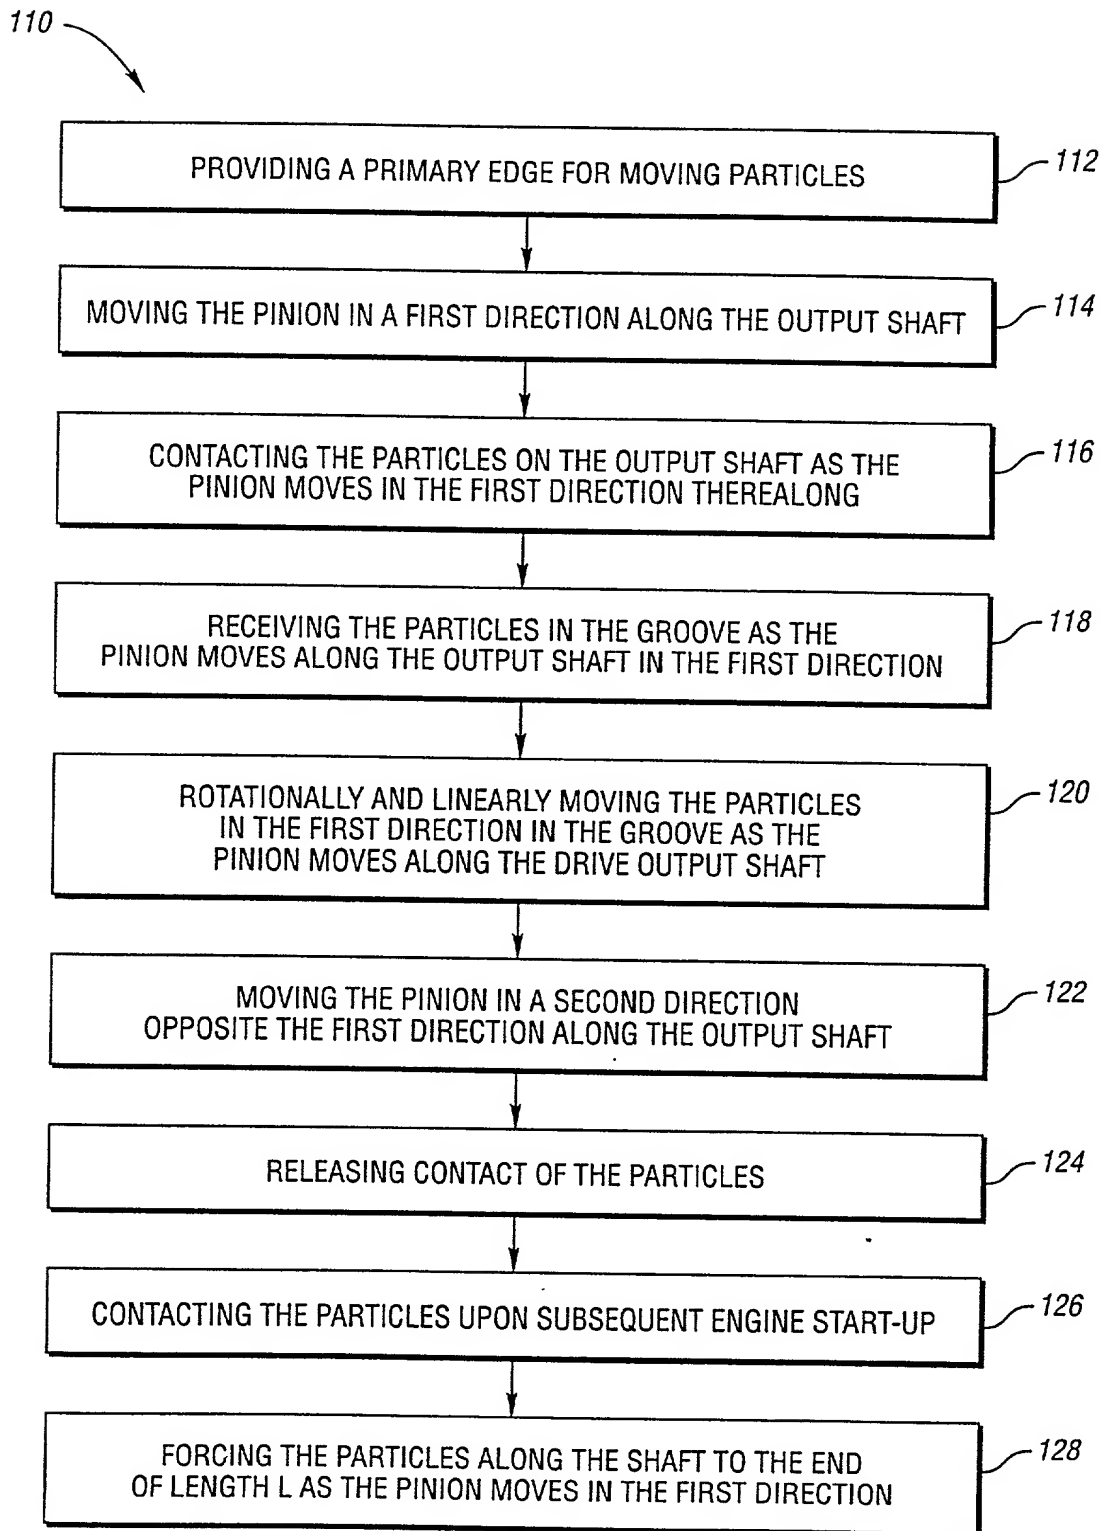 110
PROVIDING A PRIMARY EDGE FOR MOVING PARTICLES
112
MOVING THE PINION IN A FIRST DIRECTION ALONG THE OUTPUT SHAFT
114
CONTACTING THE PARTICLES ON THE OUTPUT SHAFT AS THE
PINION MOVES IN THE FIRST DIRECTION THEREALONG
116
RECEIVING THE PARTICLES IN THE GROOVE AS THE
PINION MOVES ALONG THE OUTPUT SHAFT IN THE FIRST DIRECTION
118
ROTATIONALLY AND LINEARLY MOVING THE PARTICLES
IN THE FIRST DIRECTION IN THE GROOVE AS THE
PINION MOVES ALONG THE DRIVE OUTPUT SHAFT
120
MOVING THE PINION IN A SECOND DIRECTION
OPPOSITE THE FIRST DIRECTION ALONG THE OUTPUT SHAFT
122
RELEASING CONTACT OF THE PARTICLES
124
CONTACTING THE PARTICLES UPON SUBSEQUENT ENGINE START-UP
126
FORCING THE PARTICLES ALONG THE SHAFT TO THE END
OF LENGTH L AS THE PINION MOVES IN THE FIRST DIRECTION
128